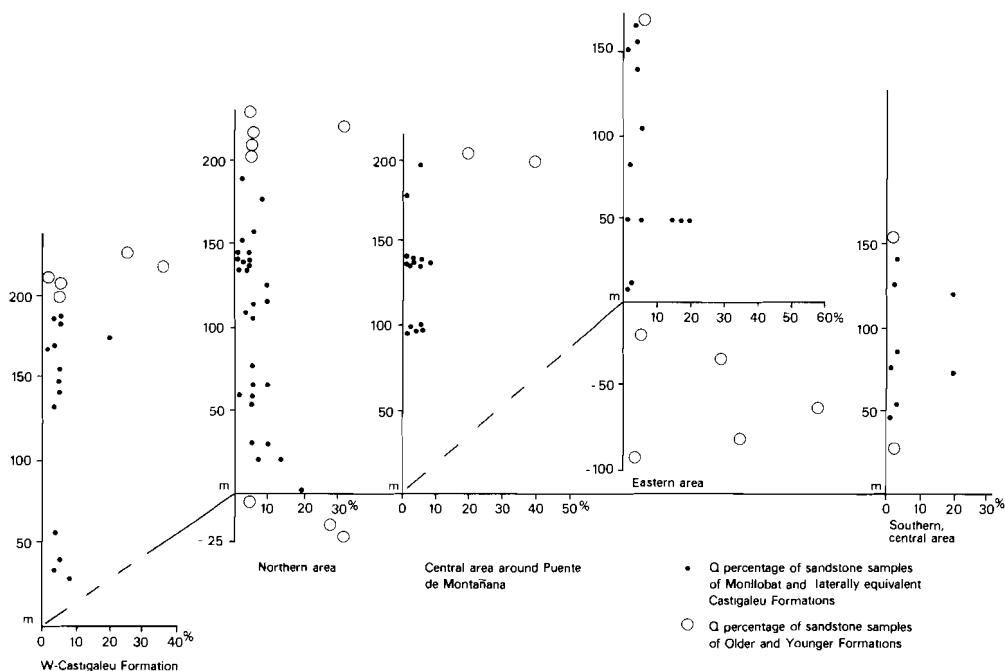 150
100
50
m
0 10 20 30 40 50 60%
- 50
-100
Eastern area
200
150
100
50
m
0 10 20 30 40 %
W-Castigaleu Formation
200
150
100
50
10 20 30 40 %
- 25
Northern area
200
150
100
50
m
0 10 20 30 40 50%
Central area around Puente
de Montañana
150
100
50
m
0 10 20 30%
Southern,
central area
Q percentage of sandstone samples
of Monllobat and laterally equivalent
Castigaleu Formations
Q percentage of sandstone samples
of Older and Younger Formations